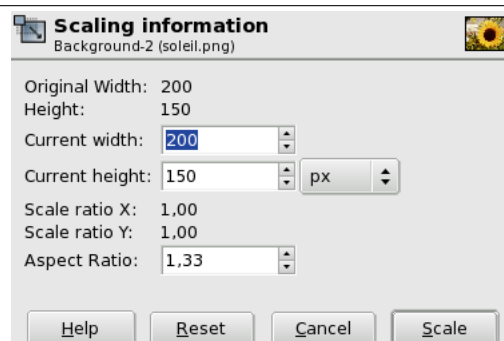 Scaling information
Background-2 (soleil.png)
Original Width: 200
Height: 150
Current width: 200
Current height: 150 px
Scale ratio X: 1,00
Scale ratio Y: 1,00
Aspect Ratio: 1,33
Help Reset Cancel Scale